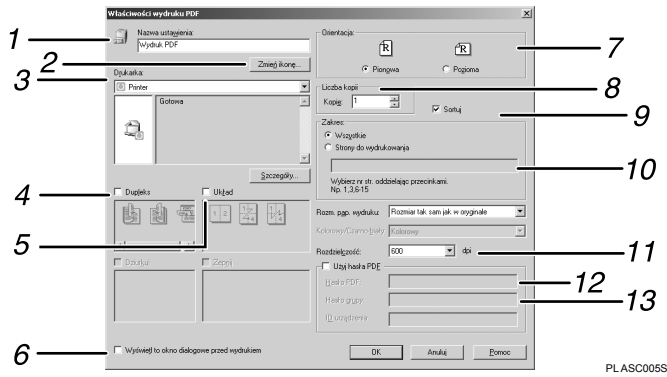 Właściwości wydruku PDF
1
Nazwa ustawienia:
Wydruk PDF
2
Zmień ikonę...
3
Drukarka:
Printer
Gotowa
Szczegóły...
4
Dupleks
Układ
5
1 2
Dziurkuj
Zepnij
6
Wyświetl to okno dialogowe przed wydrukiem
Orientacja:
R
R
Pionowa
Pozioma
7
Liczba kopii
8
Kopie:
1
Sortuj
9
Zakres:
Wszystkie
Strony do wydrukowania
10
Wybierz nr str. oddzielając przecinkami.
Np. 1,3,6-15
Rozm. pap. wydruku:
Rozmiar tak sam jak w oryginale
Kolorowy/Czarno-biały:
Kolorowy
Rozdzielczość:
600
dpi
11
Użyj hasła PDF
Hasło PDF:
12
Hasło grupy:
13
ID urządzenia
OK
Anuluj
Pomoc
PL ASC005S